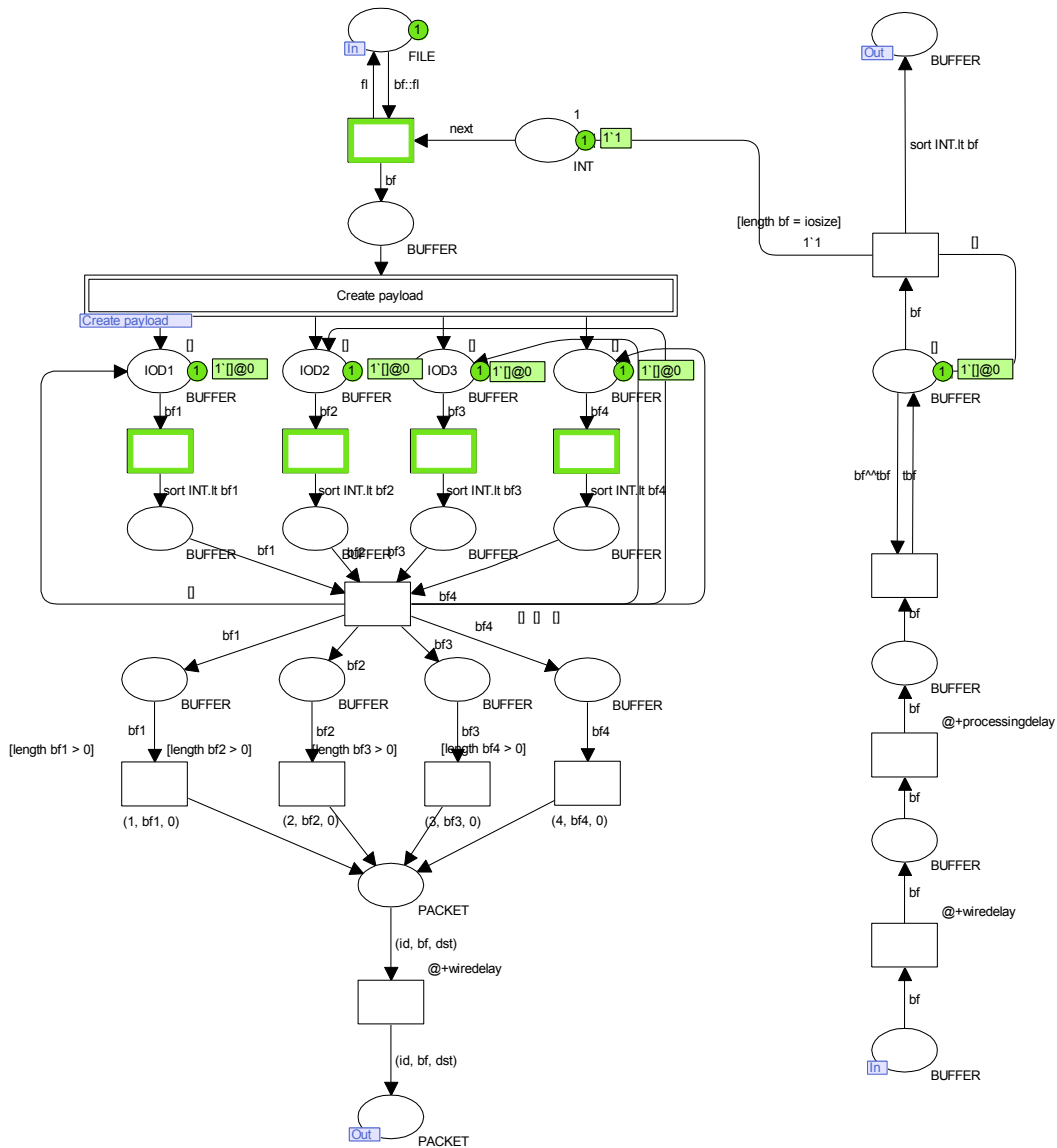 1
In
FILE
Out
BUFFER
fl
bf::fl
1
next
1
1`1
INT
sort INT.lt bf
bf
[length bf = iosize]
1`1
[]
BUFFER
Create payload
Create payload
bf
[]
[]
[]
[]
[]
IOD1
1
1`[]@0
IOD2
1
1`[]@0
IOD3
1
1`[]@0
1
1`[]@0
1
1`[]@0
BUFFER
BUFFER
BUFFER
BUFFER
BUFFER
bf1
bf2
bf3
bf4
bf^^tbf
tbf
sort INT.lt bf1
sort INT.lt bf2
sort INT.lt bf3
sort INT.lt bf4
BUFFER
BUFFER
BUFFER
BUFFER
bf1
bf2
bf3
bf4
[]
[]
[]
[]
bf
bf1
bf2
bf3
bf4
BUFFER
BUFFER
BUFFER
BUFFER
BUFFER
bf
bf1
bf2
bf3
bf4
@+processingdelay
[length bf1 > 0]
[length bf2 > 0]
[length bf3 > 0]
[length bf4 > 0]
bf
(1, bf1, 0)
(2, bf2, 0)
(3, bf3, 0)
(4, bf4, 0)
BUFFER
bf
PACKET
@+wiredelay
(id, bf, dst)
@+wiredelay
bf
(id, bf, dst)
In
BUFFER
Out
PACKET